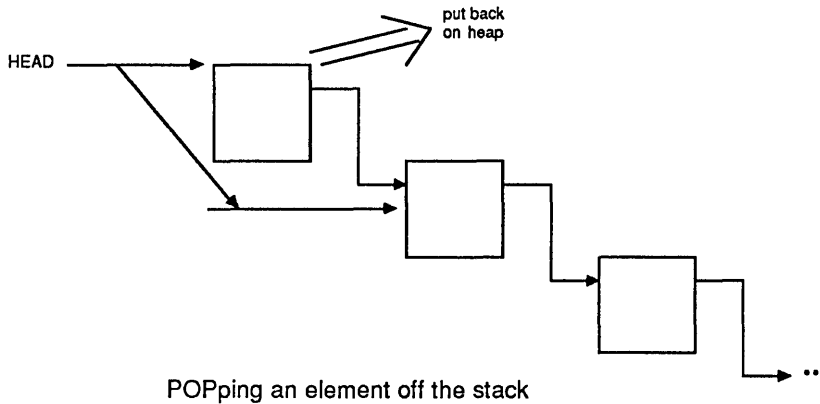 put back
on heap
HEAD
..
POPping an element off the stack